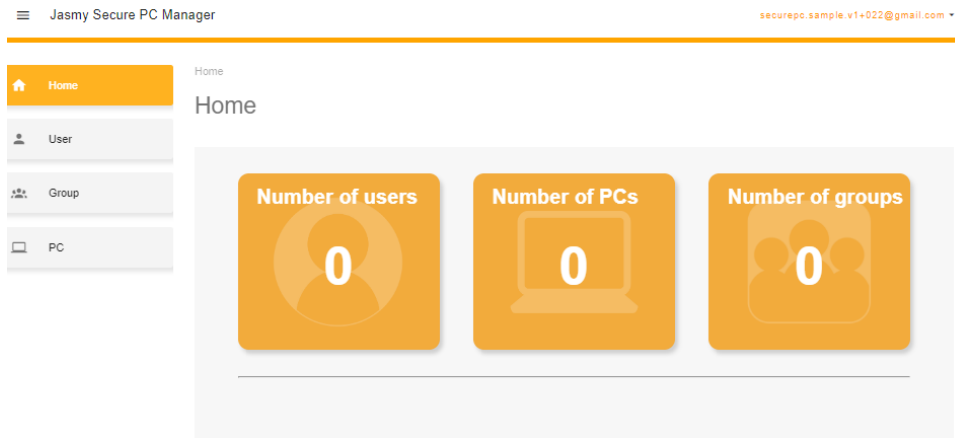 Jasmy Secure PC Manager
securepc.sample.v1+022@gmail.com
Home
User
Group
PC
Home
Home
Number of users
0
Number of PCs
0
Number of groups
0